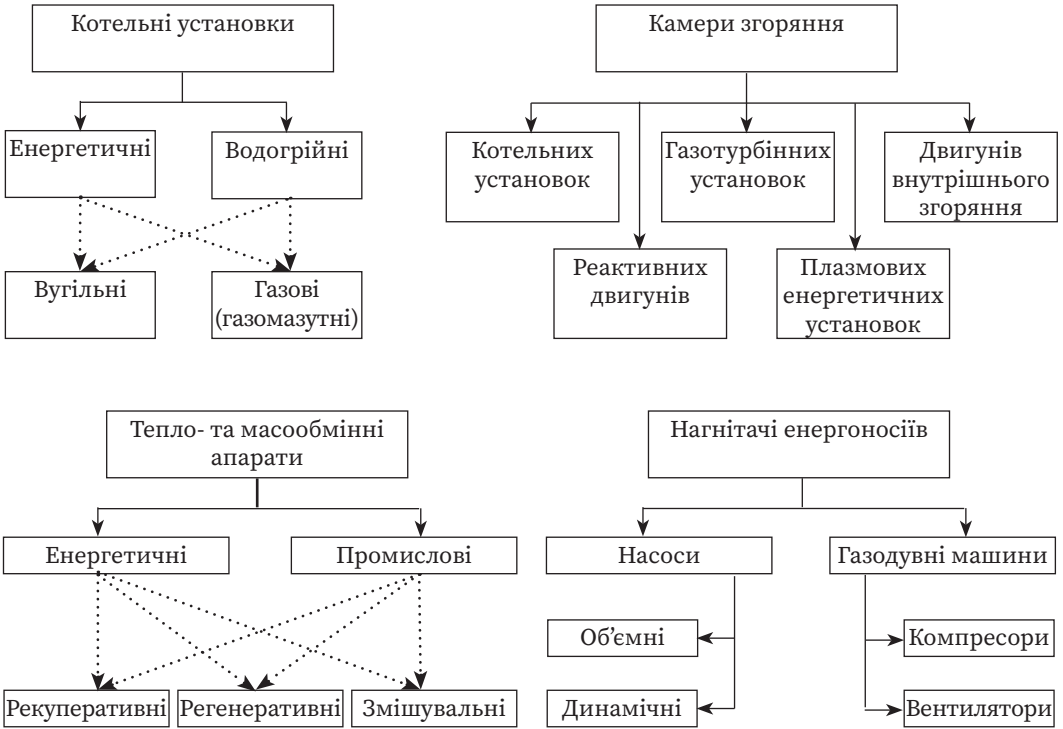 Котельні установки
Енергетичні
Водогрійні
Вугільні
Газові
(газомазутні)
Камери згоряння
Котельних
установок
Газотурбінних
установок
Двигунів
внутрішнього
згоряння
Реактивних
двигунів
Плазмових
енергетичних
установок
Тепло- та масообмінні
апарати
Енергетичні
Промислові
Рекуперативні
Регенеративні
Змішувальні
Нагнітачі енергоносіїв
Насоси
Газодувні машини
Об’ємні
Динамічні
Компресори
Вентилятори